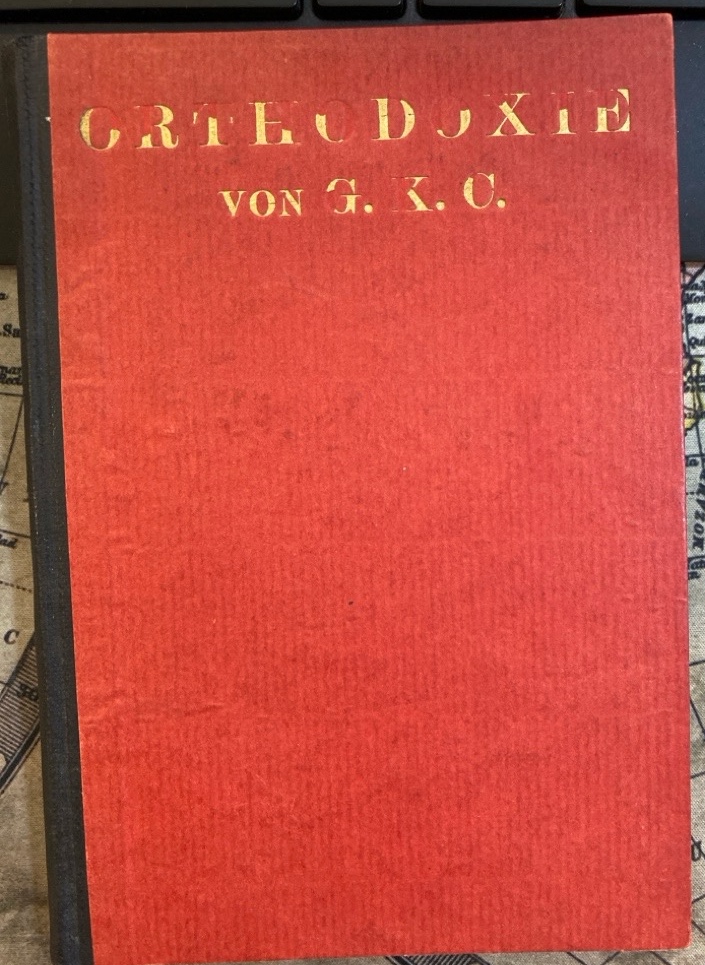 ORTHODOXIE
VON G. K. C.